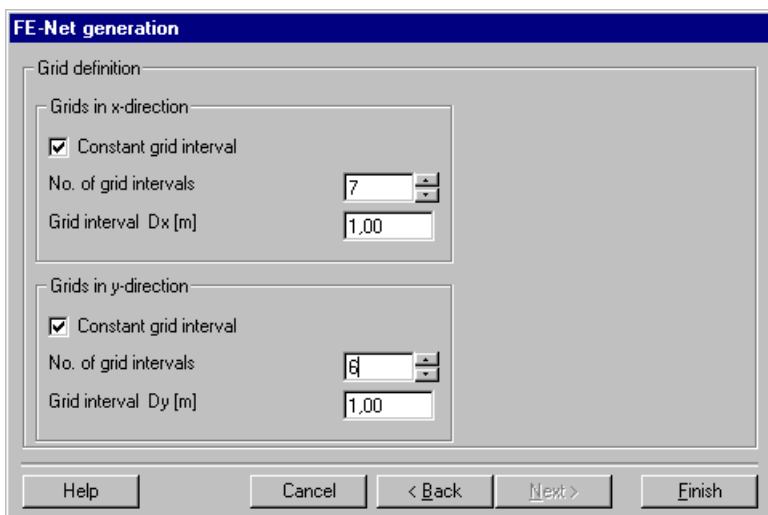 FE-Net generation
Grid definition
Grids in x-direction
Constant grid interval
No. of grid intervals 7
Grid interval Dx [m] 1,00
Grids in y-direction
Constant grid interval
No. of grid intervals 6
Grid interval Dy [m] 1,00
Help Cancel < Back Next > Finish